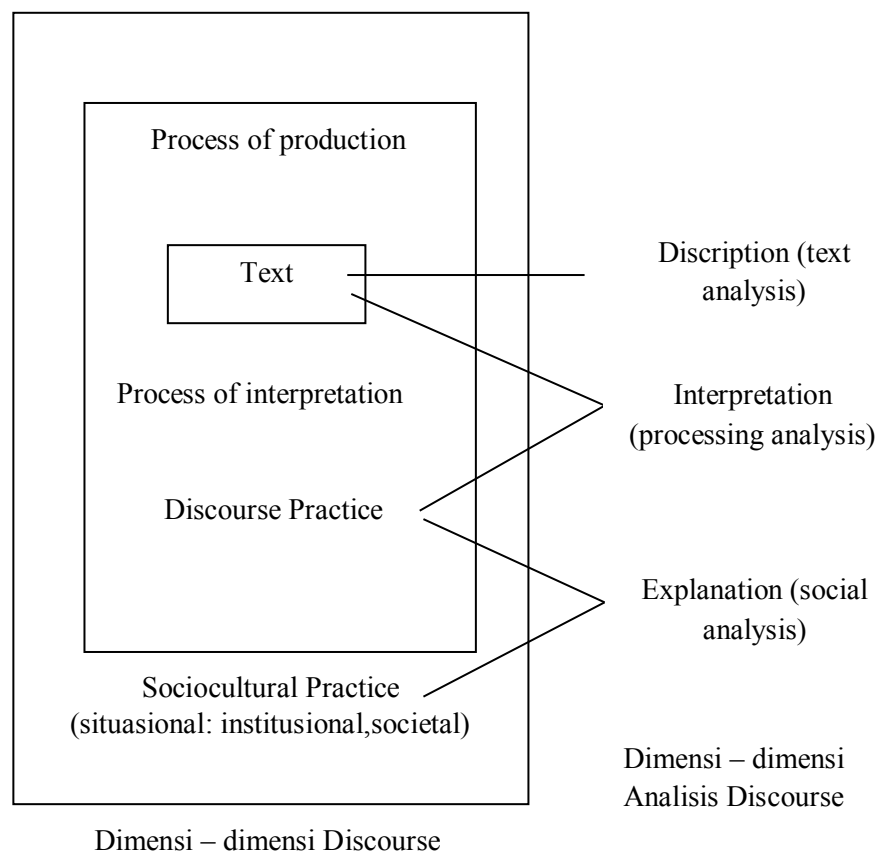 Process of production
Text
Process of interpretation
Discourse Practice
Sociocultural Practice
(situasional: institusional,societal)
Discription (text
analysis)
Interpretation
(processing analysis)
Explanation (social
analysis)
Dimensi – dimensi
Analisis Discourse
Dimensi – dimensi Discourse